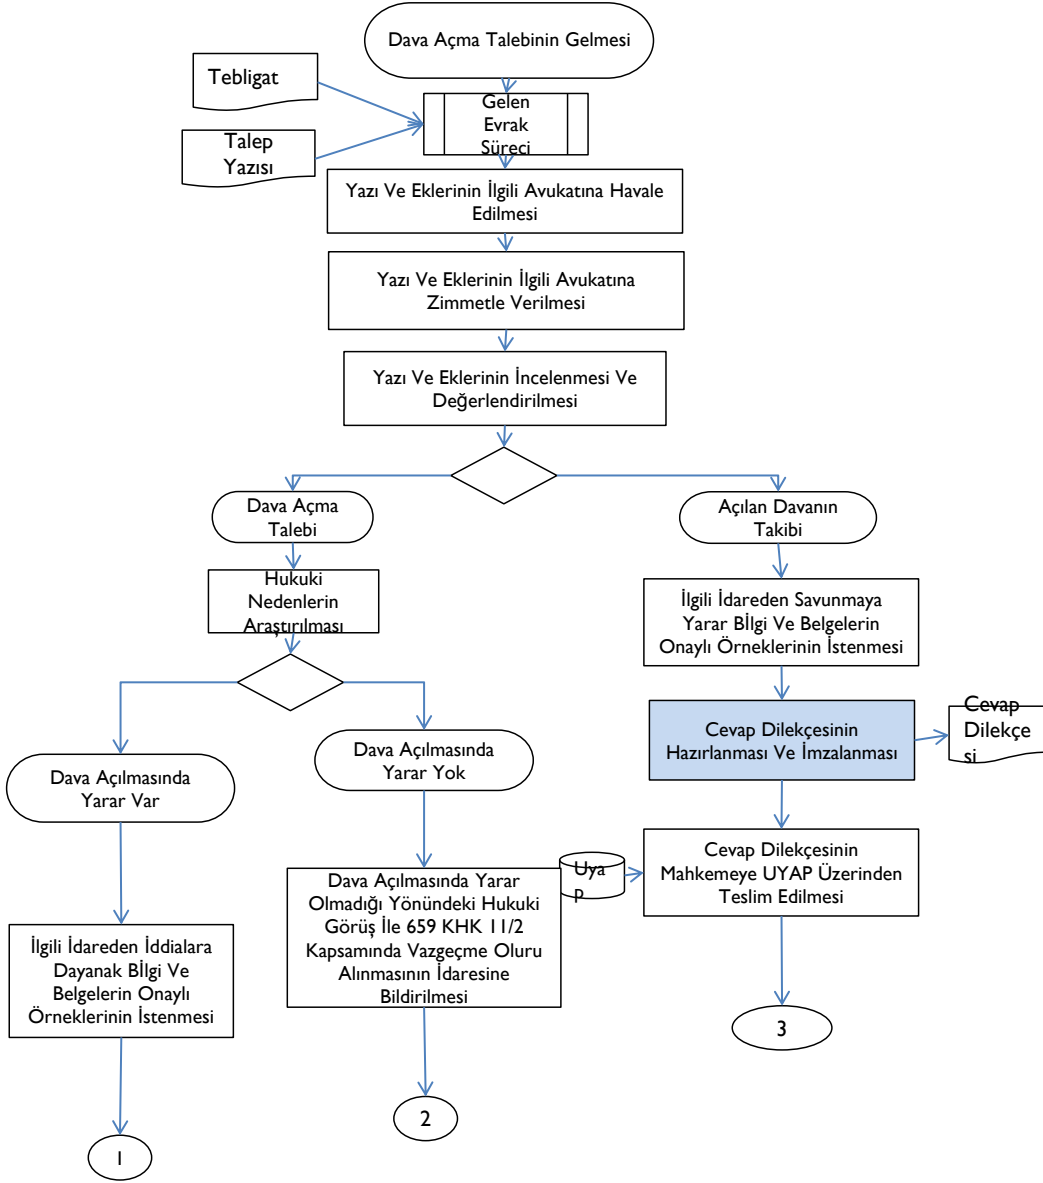 Dava Açma Talebinin Gelmesi
Tebligat
Gelen
Evrak
Süreci
Talep
Yazısı
Yazı Ve Eklerinin İlgili Avukatına Havale
Edilmesi
Yazı Ve Eklerinin İlgili Avukatına
Zimmetle Verilmesi
Yazı Ve Eklerinin İncelenmesi Ve
Değerlendirilmesi
Dava Açma
Talebi
Açılan Davanın
Takibi
Hukuki
Nedenlerin
Araştırılması
İlgili İdareden Savunmaya
Yarar Bİlgi Ve Belgelerin
Onaylı Örneklerinin İstenmesi
Dava Açılmasında
Yarar Var
Dava Açılmasında
Yarar Yok
Cevap Dilekçesinin
Hazırlanması Ve İmzalanması
Cevap
Dilekçe
si
Uya
p
Cevap Dilekçesinin
Mahkemeye UYAP Üzerinden
Teslim Edilmesi
Dava Açılmasında Yarar
Olmadığı Yönündeki Hukuki
Görüş İle 659 KHK 11/2
Kapsamında Vazgeçme Oluru
Alınmasının İdaresine
Bildirilmesi
İlgili İdareden İddialara
Dayanak Bİlgi Ve
Belgelerin Onaylı
Örneklerinin İstenmesi
3
2
1